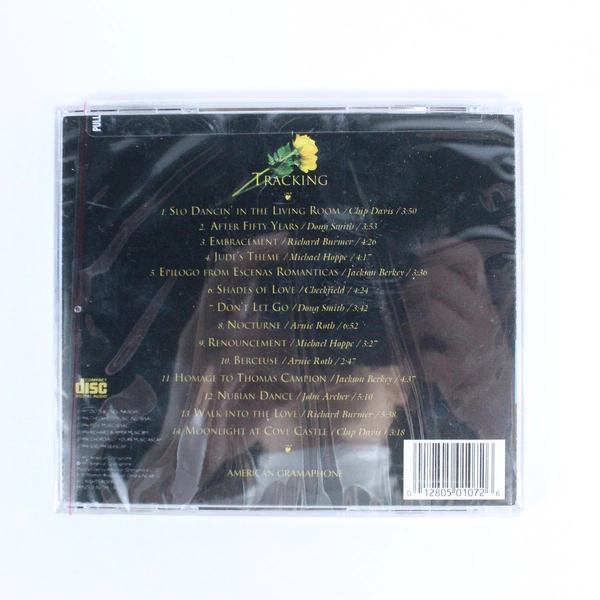 PULL
TRACKING
1. SLO DANCIN' IN THE LIVING ROOM / Chip Davis / 3:50
2. AFTER FIFTY YEARS / Doug Smith / 3:53
3. EMBRACEMENT / Richard Burmer / 4:26
4. JUDE'S THEME / Michael Hoppe / 4:17
5. EPILOGO FROM ESCENAS ROMANTICAS / Jackson Berkey / 3:36
6. SHADES OF LOVE / Checkfield / 4:24
7. DON'T LET GO / Doug Smith / 3:42
8. NOCTURNE / Arnie Roth / 6:52
9. RENOUNCEMENT / Michael Hoppe / 3:27
10. BERCEUSE / Arnie Roth / 2:47
11. HOMAGE TO THOMAS CAMPION / Jackson Berkey / 4:37
12. NUBIAN DANCE / John Archer / 5:10
13. WALK INTO THE LOVE / Richard Burmer / 5:38
14. MOONLIGHT AT COVE CASTLE / Chip Davis / 3:18
COMPACT
disc
DIGITAL AUDIO
AMERICAN GRAMAPHONE
0 12805 01072 6